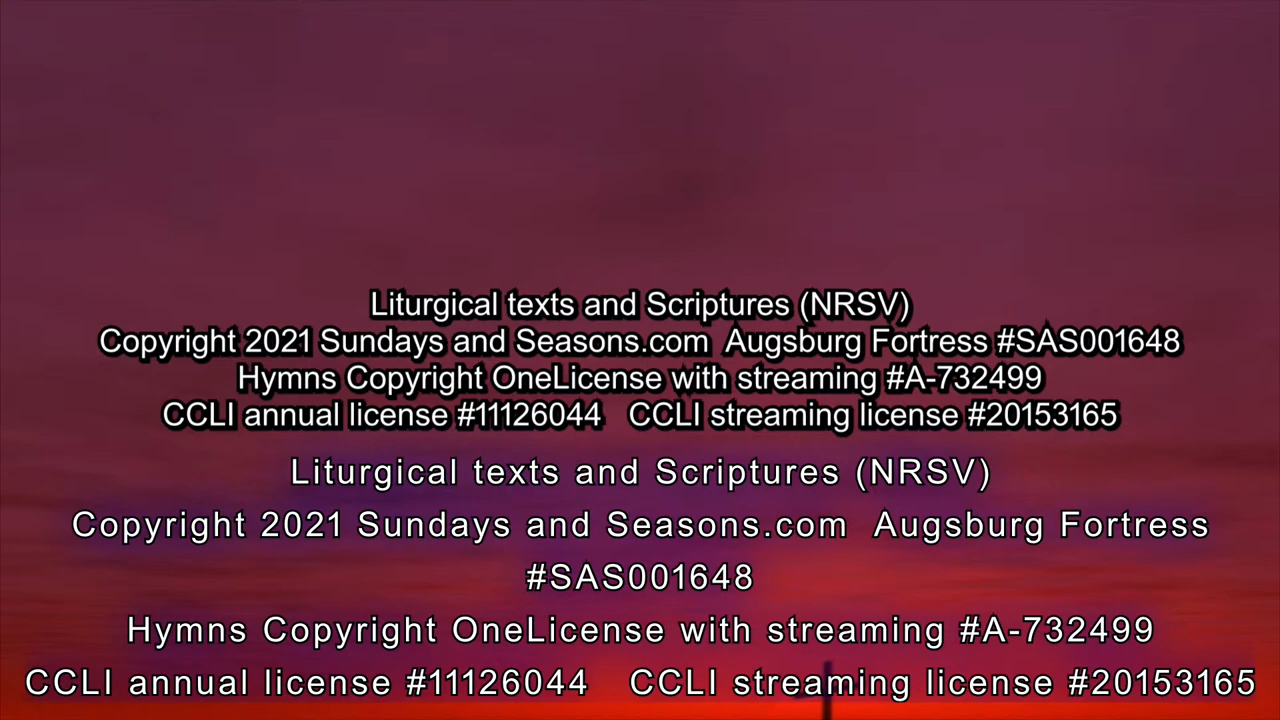 Liturgical texts and Scriptures (NRSV)
Copyright 2021 Sundays and Seasons.com  Augsburg Fortress #SAS001648
Hymns Copyright OneLicense with streaming #A-732499
CCLI annual license #11126044   CCLI streaming license #20153165
Liturgical texts and Scriptures (NRSV)
Copyright 2021 Sundays and Seasons.com  Augsburg Fortress
#SAS001648
Hymns Copyright OneLicense with streaming #A-732499
CCLI annual license #11126044   CCLI streaming license #20153165